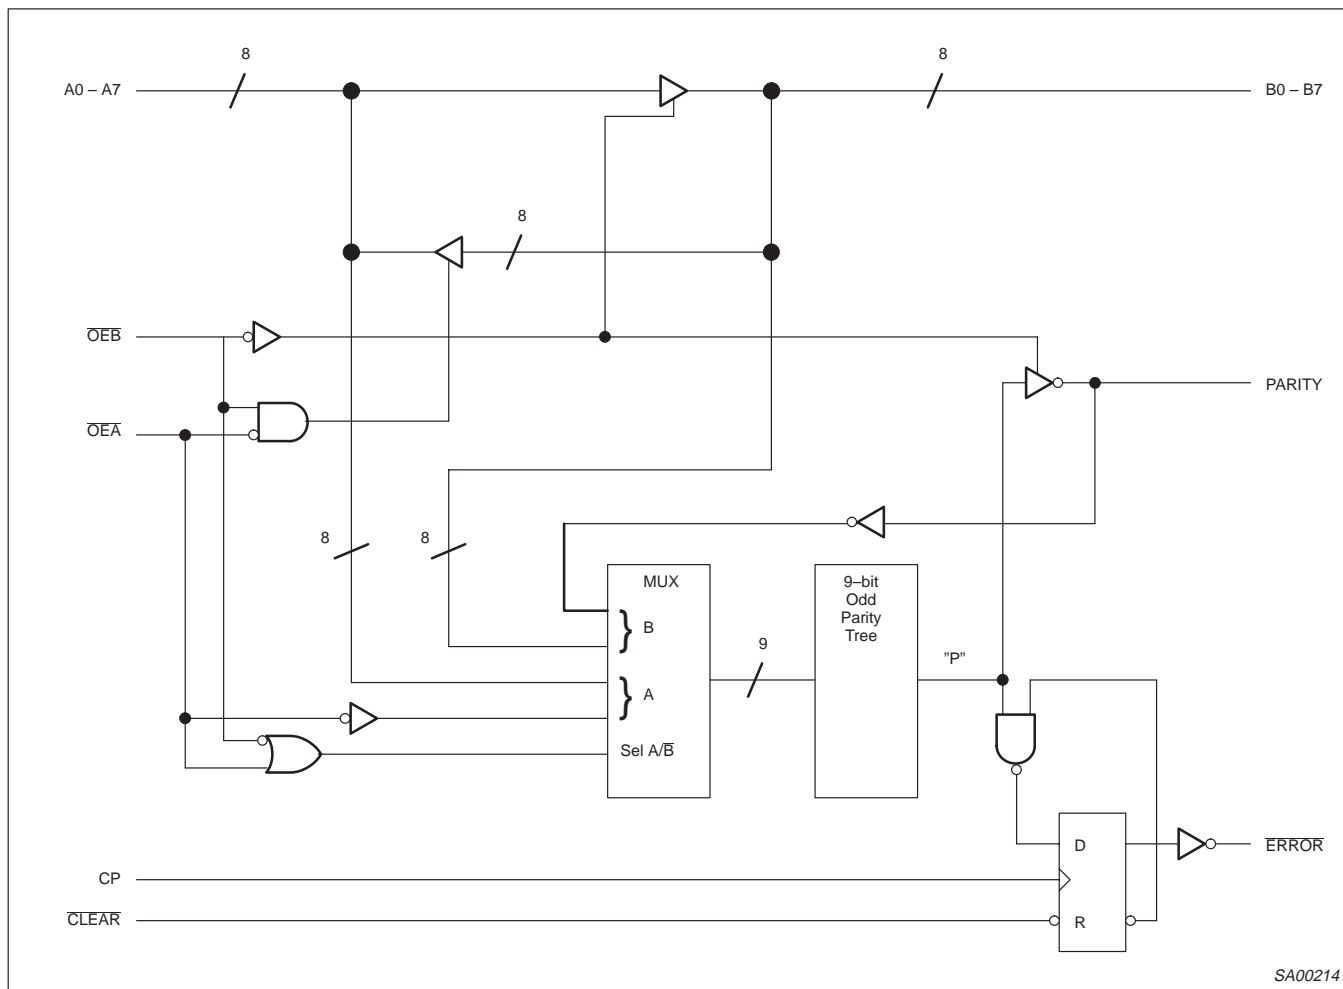 8
8
A0 – A7
B0 – B7
8
OEB
PARITY
OEA
8
8
MUX
9–bit
Odd
Parity
Tree
} B
9
”P”
} A
Sel A/B
D
ERROR
CP
CLEAR
R
SA00214